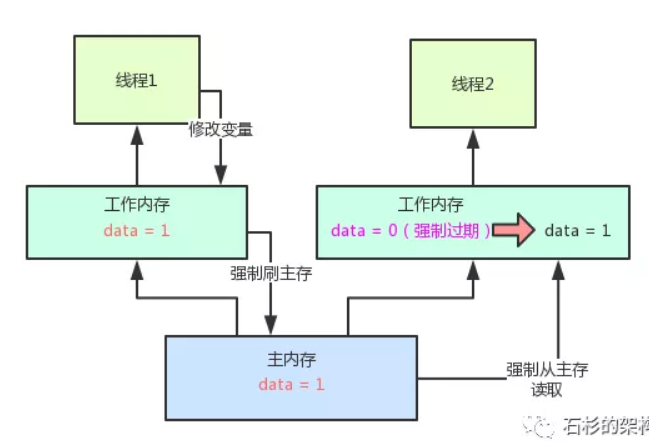 线程1
线程2
修改变量
工作内存
data = 1
工作内存
data = 0（强制过期）
data = 1
强制刷主存
主内存
data = 1
强制从主存
读取
石杉的架构